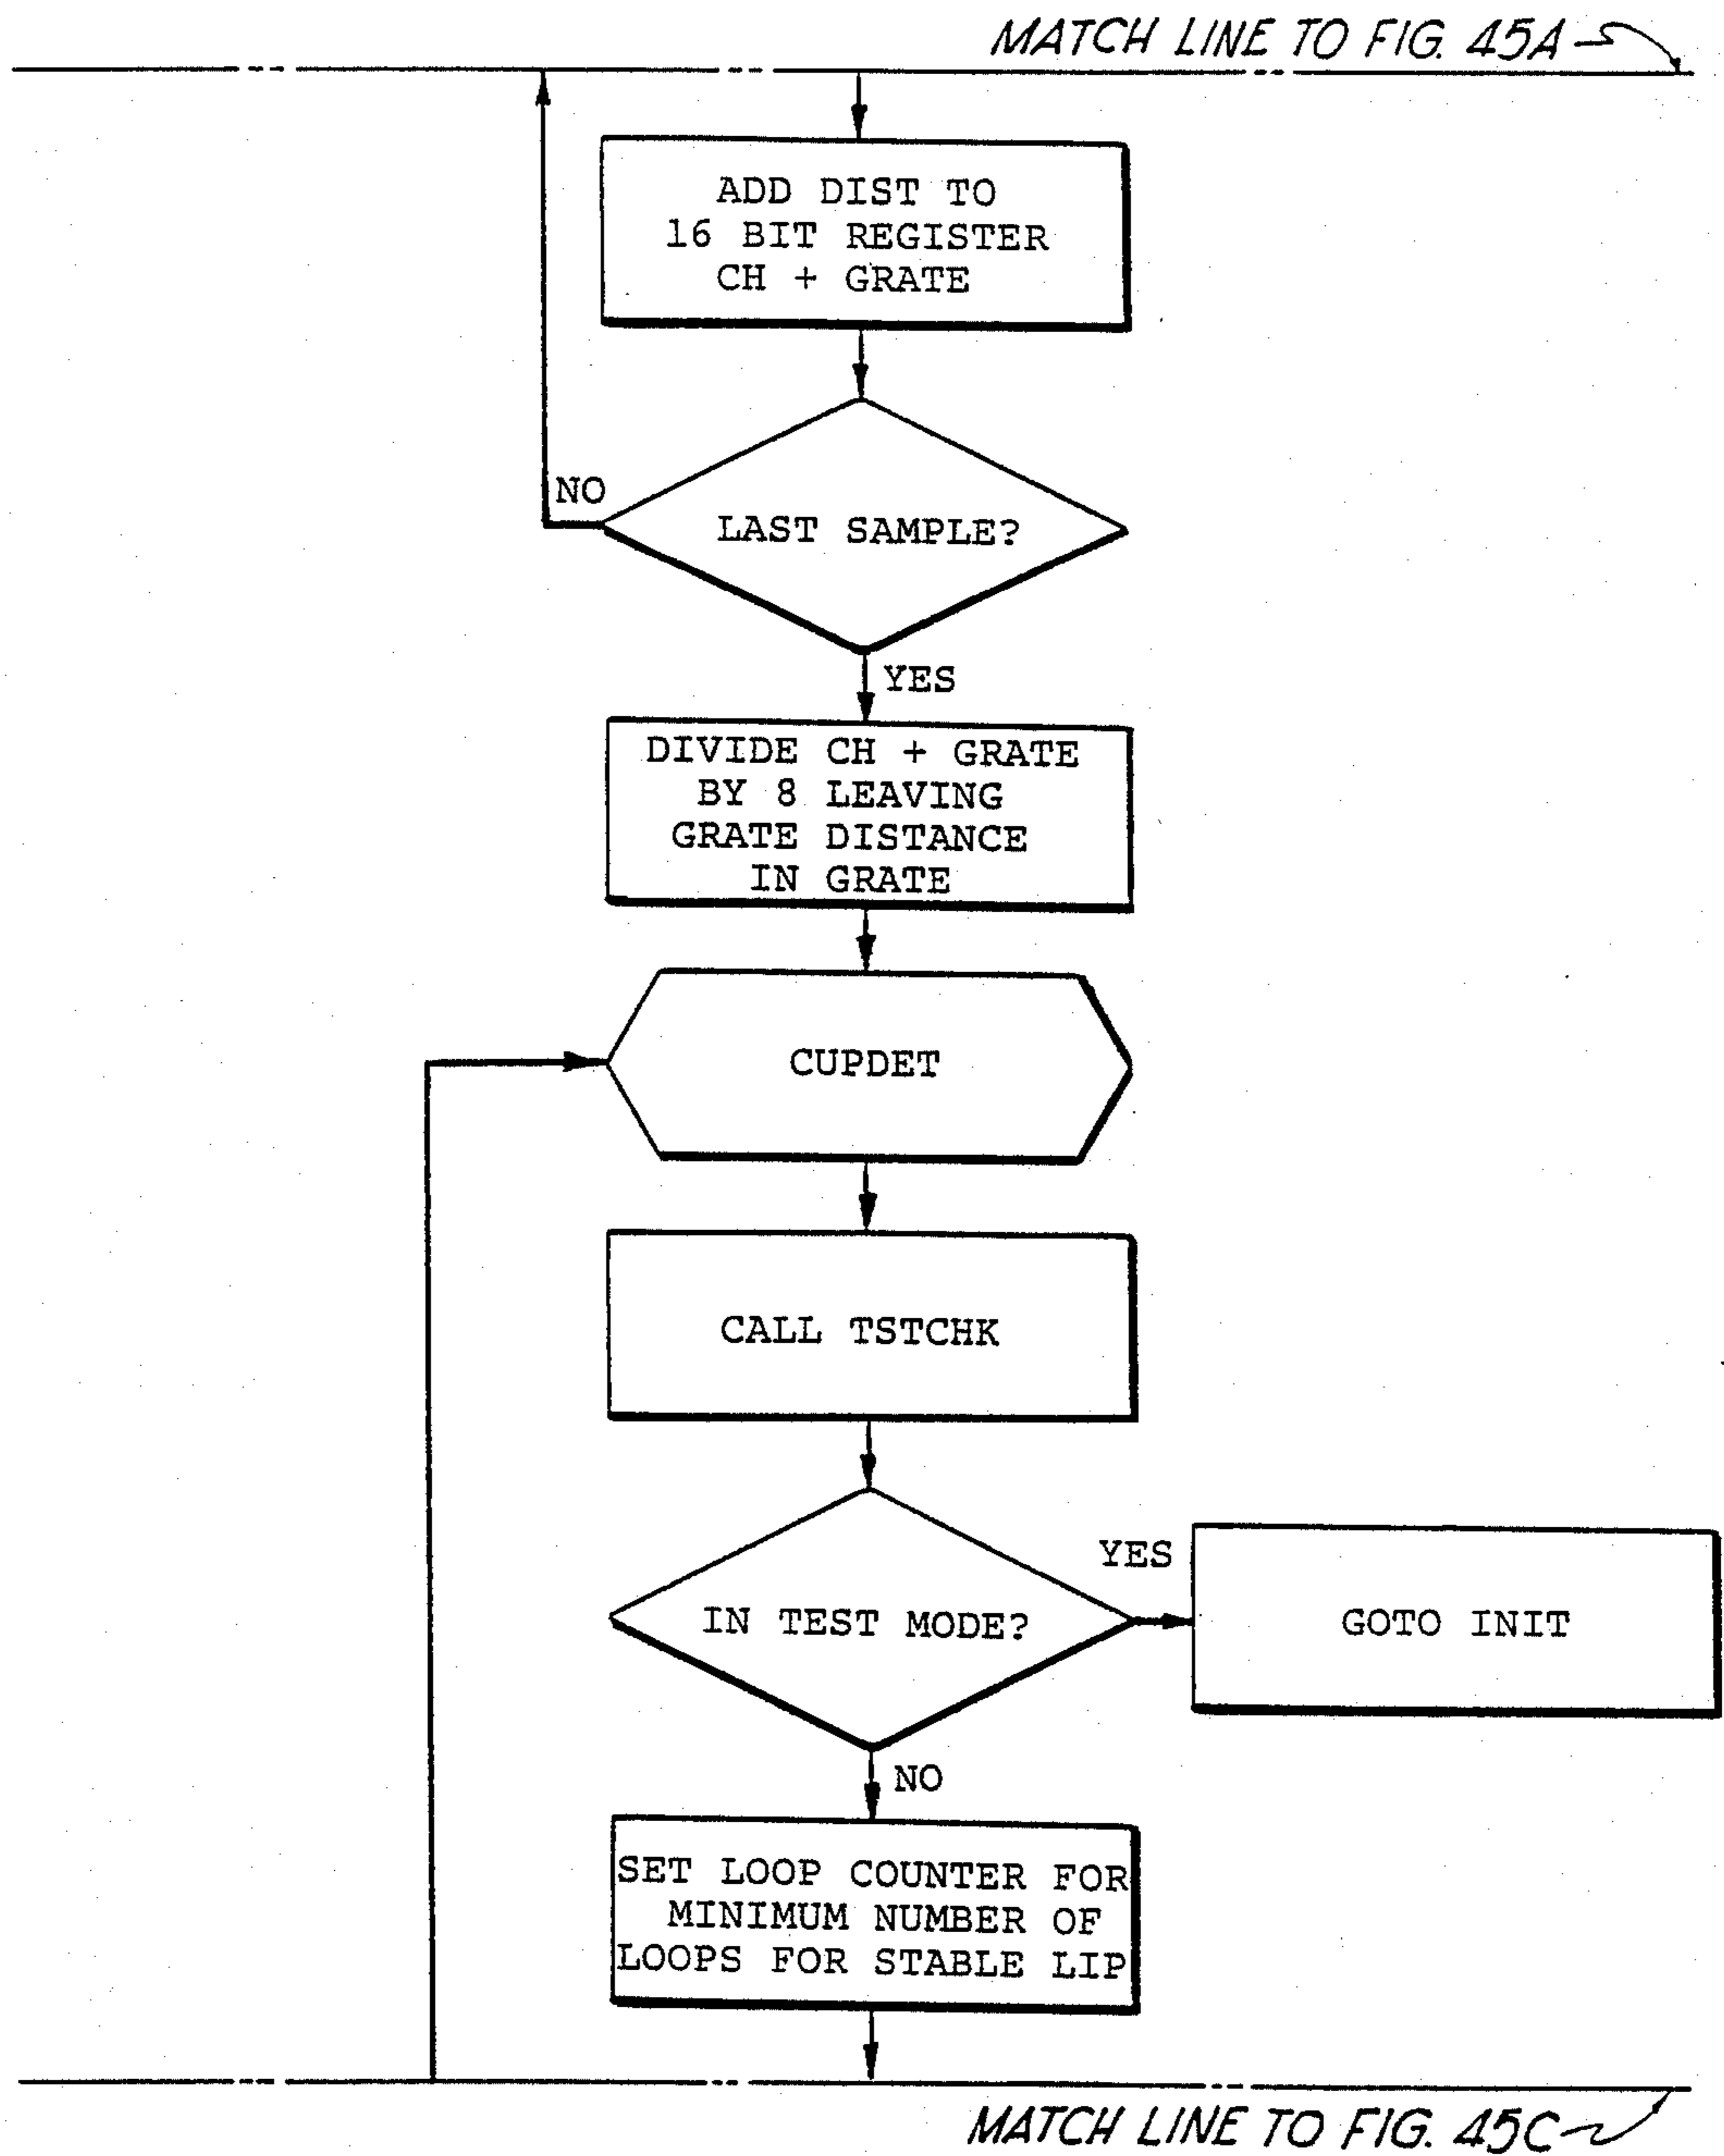 MATCH LINE TO FIG. 45A
ADD DIST TO
16 BIT REGISTER
CH + GRATE
NO
LAST SAMPLE?
YES
DIVIDE CH + GRATE
BY 8 LEAVING
GRATE DISTANCE
IN GRATE
CUPDET
CALL TSTCHK
YES
IN TEST MODE?
GOTO INIT
NO
SET LOOP COUNTER FOR
MINIMUM NUMBER OF
LOOPS FOR STABLE LIP
MATCH LINE TO FIG. 45C